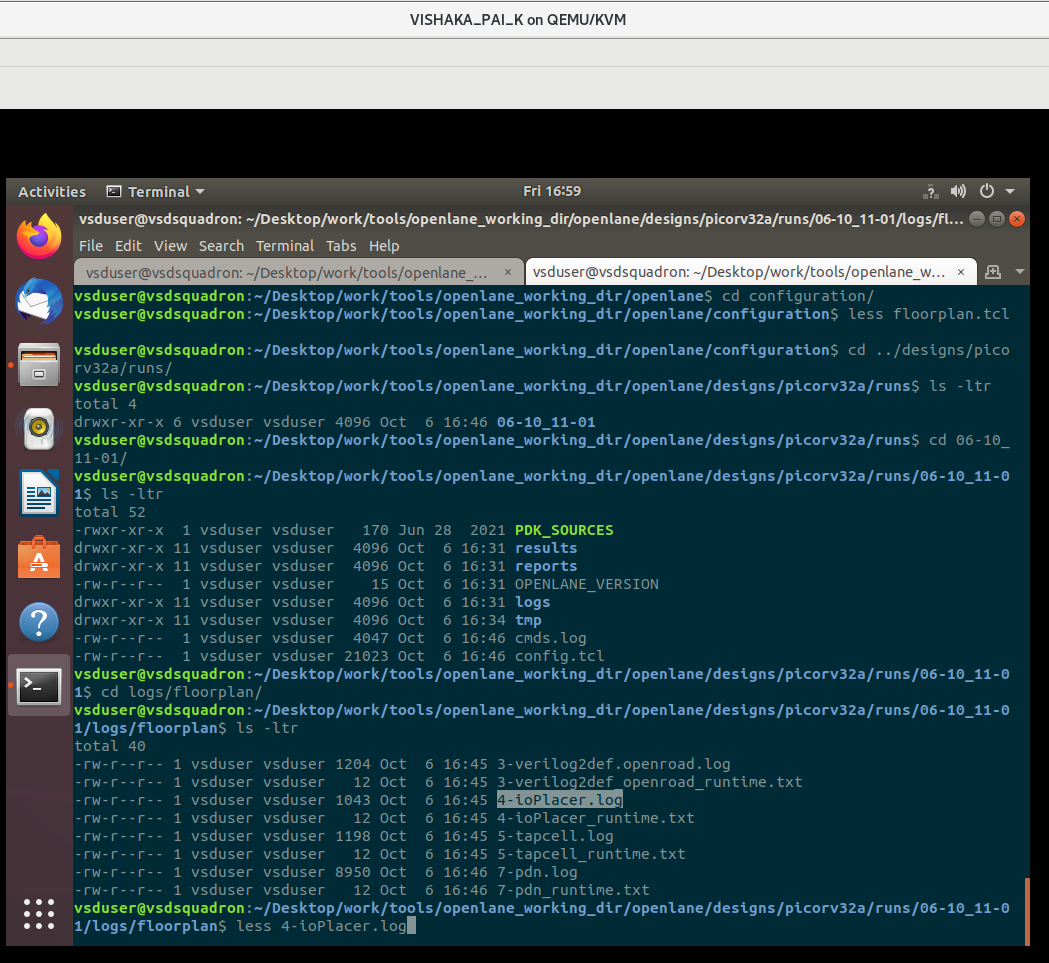 VISHAKA_PAI_K on QEMU/KVM
Activities Terminal Fri 16:59
vsduser@vsdsquadron: ~/Desktop/work/tools/openlane_working_dir/openlane/designs/picorv32a/runs/06-10_11-01/logs/fl...
File Edit View Search Terminal Tabs Help
vsduser@vsdsquadron: ~/Desktop/work/tools/openlane_... × vsduser@vsdsquadron: ~/Desktop/work/tools/openlane_w... ×
vsduser@vsdsquadron:~/Desktop/work/tools/openlane_working_dir/openlane$ cd configuration/
vsduser@vsdsquadron:~/Desktop/work/tools/openlane_working_dir/openlane/configuration$ less floorplan.tcl
vsduser@vsdsquadron:~/Desktop/work/tools/openlane_working_dir/openlane/configuration$ cd ../designs/pico
rv32a/runs/
vsduser@vsdsquadron:~/Desktop/work/tools/openlane_working_dir/openlane/designs/picorv32a/runs$ ls -ltr
total 4
drwxr-xr-x 6 vsduser vsduser 4096 Oct  6 16:46 06-10_11-01
vsduser@vsdsquadron:~/Desktop/work/tools/openlane_working_dir/openlane/designs/picorv32a/runs$ cd 06-10_
11-01/
vsduser@vsdsquadron:~/Desktop/work/tools/openlane_working_dir/openlane/designs/picorv32a/runs/06-10_11-0
1$ ls -ltr
total 52
-rwxr-xr-x  1 vsduser vsduser   170 Jun 28  2021 PDK_SOURCES
drwxr-xr-x 11 vsduser vsduser  4096 Oct  6 16:31 results
drwxr-xr-x 11 vsduser vsduser  4096 Oct  6 16:31 reports
-rw-r--r--  1 vsduser vsduser    15 Oct  6 16:31 OPENLANE_VERSION
drwxr-xr-x 11 vsduser vsduser  4096 Oct  6 16:31 logs
drwxr-xr-x 11 vsduser vsduser  4096 Oct  6 16:34 tmp
-rw-r--r--  1 vsduser vsduser  4047 Oct  6 16:46 cmds.log
-rw-r--r--  1 vsduser vsduser 21023 Oct  6 16:46 config.tcl
vsduser@vsdsquadron:~/Desktop/work/tools/openlane_working_dir/openlane/designs/picorv32a/runs/06-10_11-0
1$ cd logs/floorplan/
vsduser@vsdsquadron:~/Desktop/work/tools/openlane_working_dir/openlane/designs/picorv32a/runs/06-10_11-0
1/logs/floorplan$ ls -ltr
total 40
-rw-r--r-- 1 vsduser vsduser 1204 Oct  6 16:45 3-verilog2def.openroad.log
-rw-r--r-- 1 vsduser vsduser   12 Oct  6 16:45 3-verilog2def_openroad_runtime.txt
-rw-r--r-- 1 vsduser vsduser 1043 Oct  6 16:45 4-ioPlacer.log
-rw-r--r-- 1 vsduser vsduser   12 Oct  6 16:45 4-ioPlacer_runtime.txt
-rw-r--r-- 1 vsduser vsduser 1198 Oct  6 16:45 5-tapcell.log
-rw-r--r-- 1 vsduser vsduser   12 Oct  6 16:45 5-tapcell_runtime.txt
-rw-r--r-- 1 vsduser vsduser 8950 Oct  6 16:45 7-pdn.log
-rw-r--r-- 1 vsduser vsduser   12 Oct  6 16:45 7-pdn_runtime.txt
vsduser@vsdsquadron:~/Desktop/work/tools/openlane_working_dir/openlane/designs/picorv32a/runs/06-10_11-0
1/logs/floorplan$ less 4-ioPlacer.log